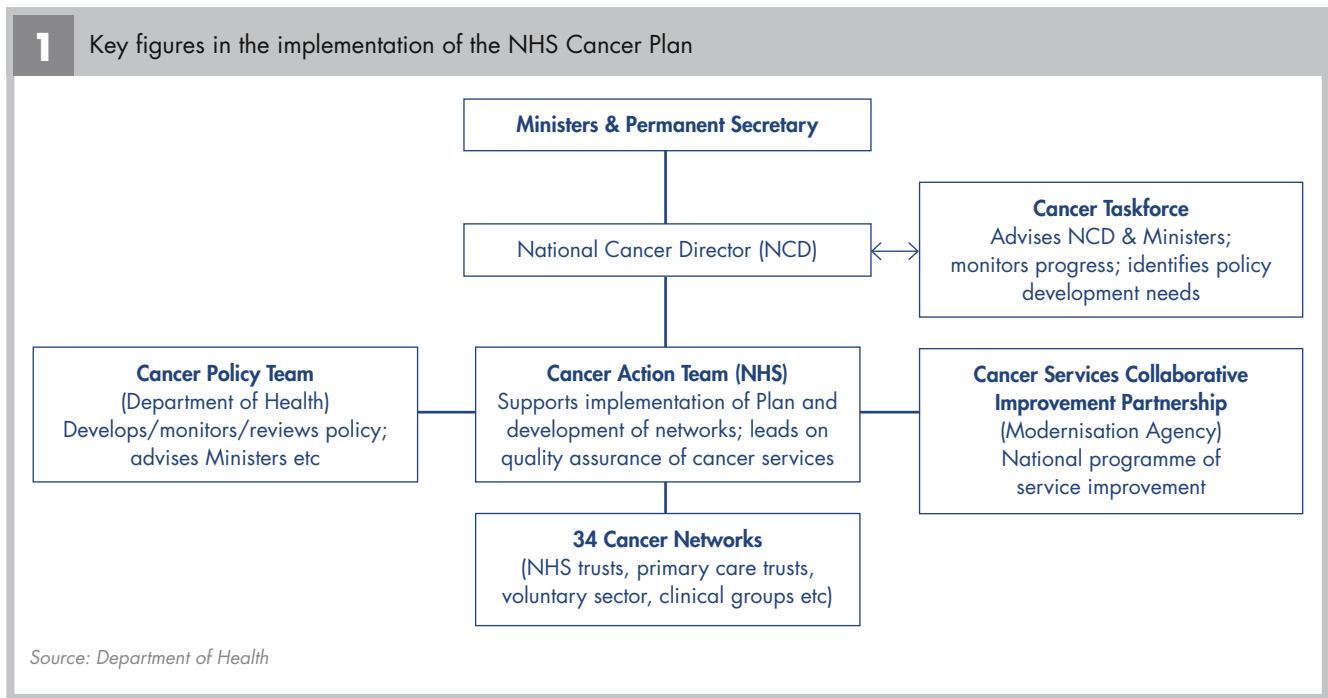 1
Key figures in the implementation of the NHS Cancer Plan
Ministers & Permanent Secretary
National Cancer Director (NCD)
Cancer Taskforce
Advises NCD & Ministers;
monitors progress; identifies policy
development needs
Cancer Policy Team
(Department of Health)
Develops/monitors/reviews policy;
advises Ministers etc
Cancer Action Team (NHS)
Supports implementation of Plan and
development of networks; leads on
quality assurance of cancer services
Cancer Services Collaborative
Improvement Partnership
(Modernisation Agency)
National programme of
service improvement
34 Cancer Networks
(NHS trusts, primary care trusts,
voluntary sector, clinical groups etc)
Source: Department of Health